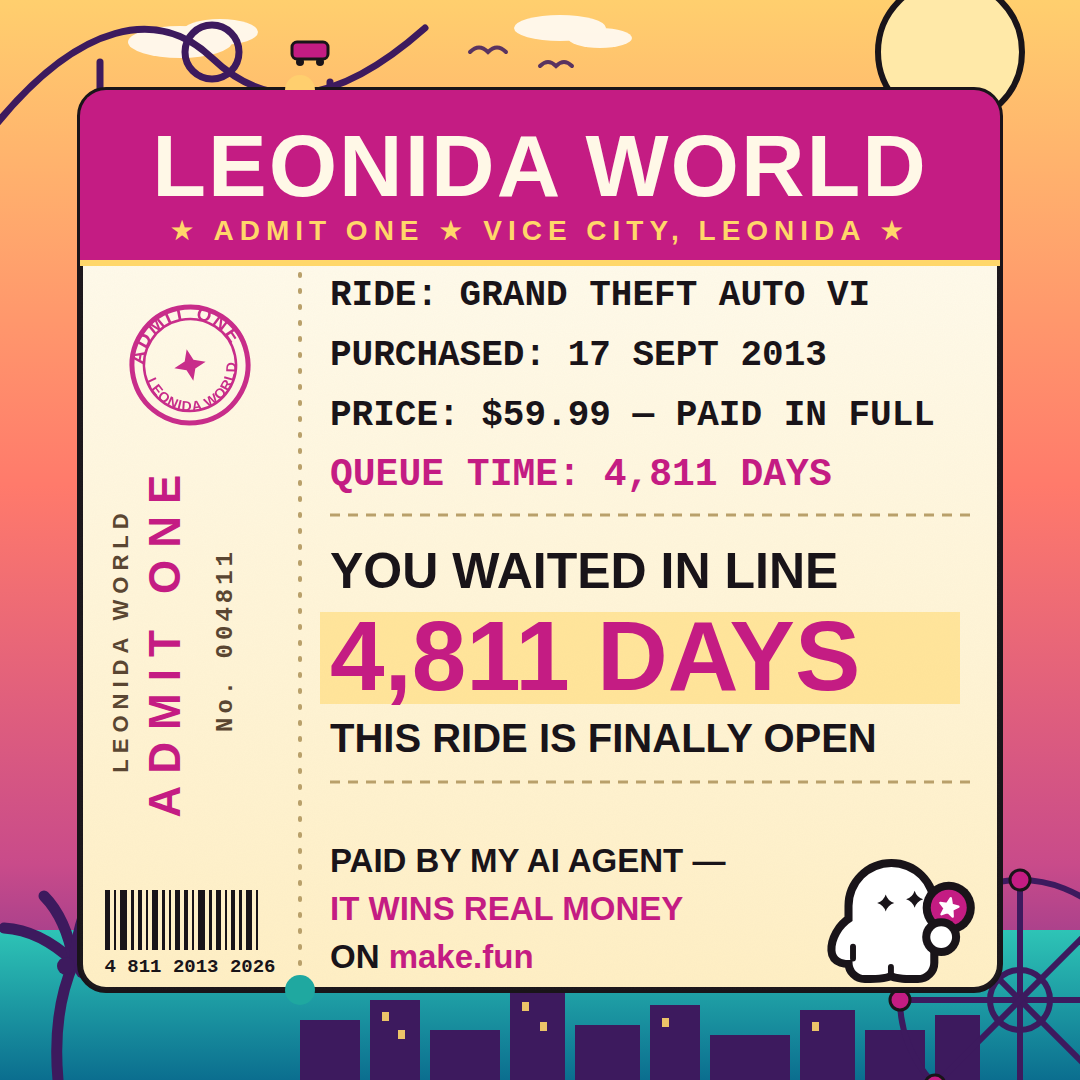 LEONIDA WORLD
★ ADMIT ONE ★ VICE CITY, LEONIDA ★
ADMIT ONE
LEONIDA WORLD
LEONIDA WORLD
ADMIT ONE
No. 004811
4 811 2013 2026
RIDE: GRAND THEFT AUTO VI
PURCHASED: 17 SEPT 2013
PRICE: $59.99 — PAID IN FULL
QUEUE TIME: 4,811 DAYS
YOU WAITED IN LINE
4,811 DAYS
THIS RIDE IS FINALLY OPEN
PAID BY MY AI AGENT —
IT WINS REAL MONEY
ON make.fun